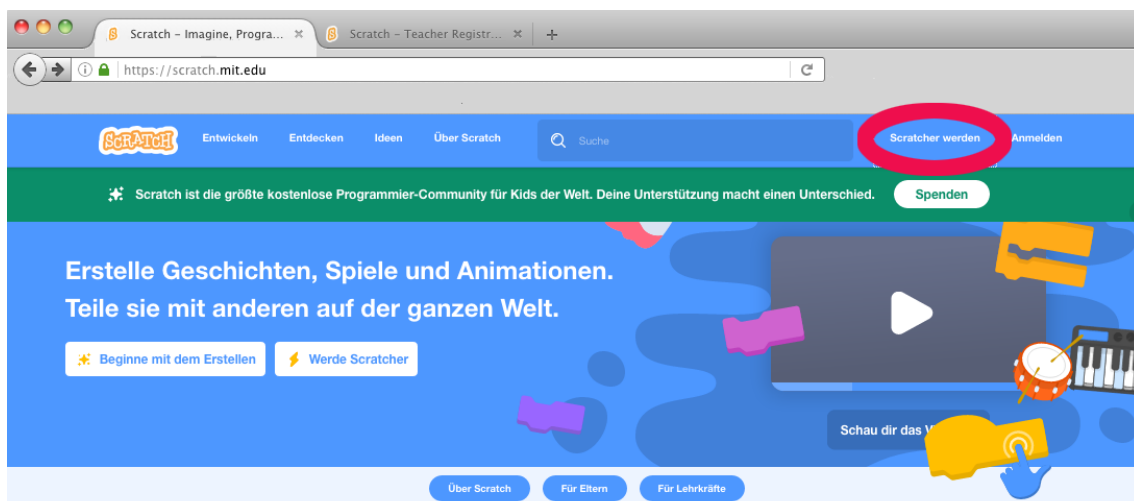 Scratch – Imagine, Progra...
Scratch – Teacher Registr...
https://scratch.mit.edu
SCRATCH
Entwickeln
Entdecken
Ideen
Über Scratch
Suche
Scratcher werden
Anmelden
Scratch ist die größte kostenlose Programmier-Community für Kids der Welt. Deine Unterstützung macht einen Unterschied.
Spenden
Erstelle Geschichten, Spiele und Animationen.
Teile sie mit anderen auf der ganzen Welt.
Beginne mit dem Erstellen
Werde Scratcher
Schau dir das V
Über Scratch
Für Eltern
Für Lehrkräfte